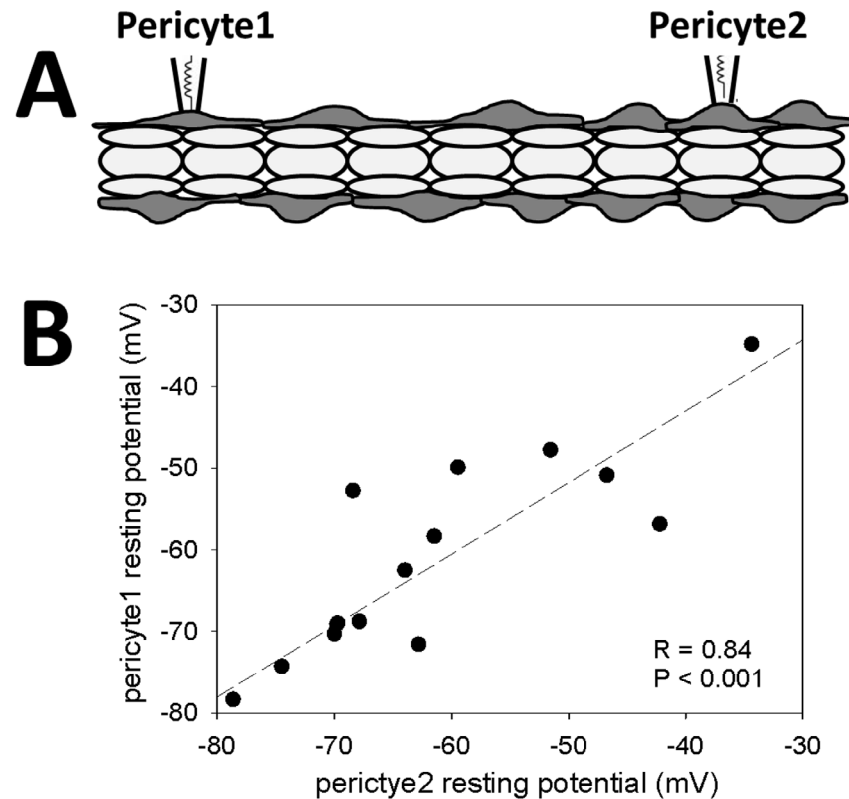 Pericyte1 Pericyte2
A
B
-30
-40
-50
-60
-70
-80
pericyte1 resting potential (mV)
R = 0.84
P < 0.001
-80 -70 -60 -50 -40 -30
perictye2 resting potential (mV)